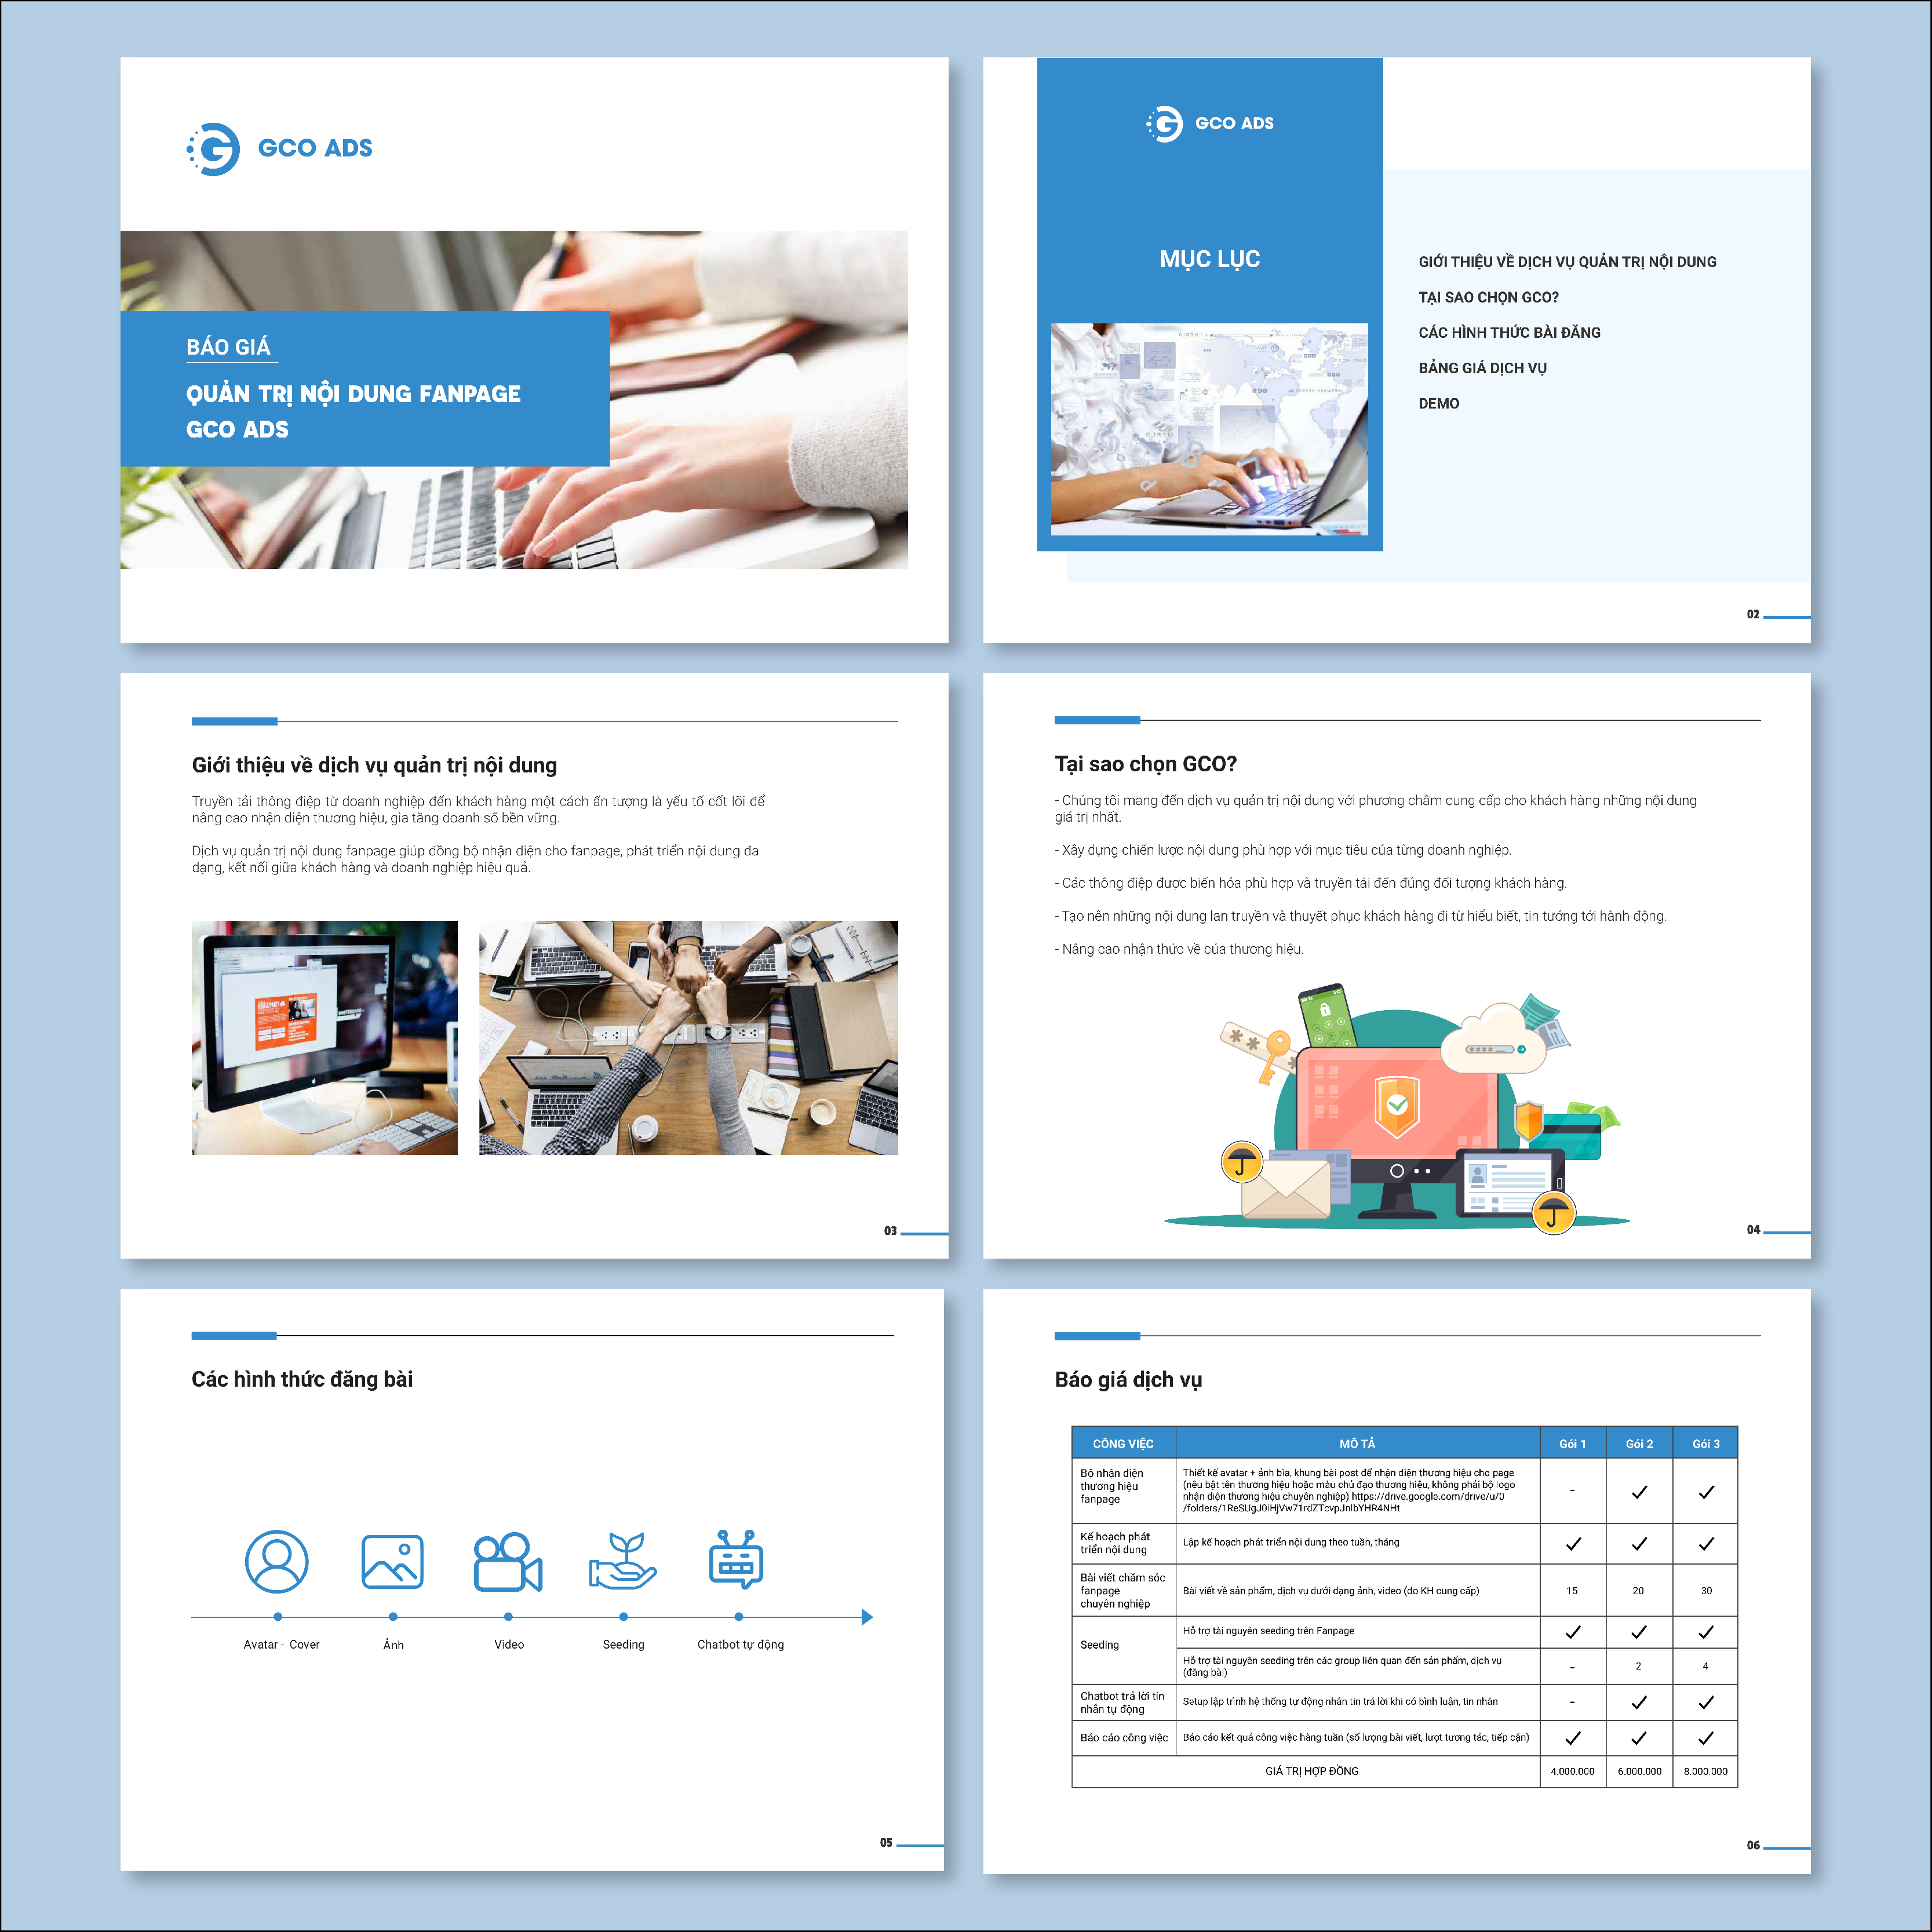 GCO ADS
BÁO GIÁ
QUẢN TRỊ NỘI DUNG FANPAGE
GCO ADS
GCO ADS
MỤC LỤC
GIỚI THIỆU VỀ DỊCH VỤ QUẢN TRỊ NỘI DUNG
TẠI SAO CHỌN GCO?
CÁC HÌNH THỨC BÀI ĐĂNG
BẢNG GIÁ DỊCH VỤ
DEMO
02
Giới thiệu về dịch vụ quản trị nội dung
Truyền tải thông điệp từ doanh nghiệp đến khách hàng một cách ấn tượng là yếu tố cốt lõi để
nâng cao nhận diện thương hiệu, gia tăng doanh số bền vững.
Dịch vụ quản trị nội dung fanpage giúp đồng bộ nhận diện cho fanpage, phát triển nội dung đa
dạng, kết nối giữa khách hàng và doanh nghiệp hiệu quả.
03
Tại sao chọn GCO?
- Chúng tôi mang đến dịch vụ quản trị nội dung với phương châm cung cấp cho khách hàng những nội dung
giá trị nhất.
- Xây dựng chiến lược nội dung phù hợp với mục tiêu của từng doanh nghiệp.
- Các thông điệp được biến hóa phù hợp và truyền tải đến đúng đối tượng khách hàng.
- Tạo nên những nội dung lan truyền và thuyết phục khách hàng đi từ hiểu biết, tin tưởng tới hành động.
- Nâng cao nhận thức về của thương hiệu.
04
Các hình thức đăng bài
Avatar - Cover
Ảnh
Video
Seeding
Chatbot tự động
05
Báo giá dịch vụ
CÔNG VIỆC MÔ TẢ Gói 1 Gói 2 Gói 3
Bộ nhận diện
thương hiệu
fanpage
Thiết kế avatar + ảnh bìa, khung bài post để nhận diện thương hiệu cho page
(nêu bật tên thương hiệu hoặc màu chủ đạo thương hiệu, không phải bộ logo
nhận diện thương hiệu chuyên nghiệp) https://drive.google.com/drive/u/0
- ✓ ✓
Kế hoạch phát
triển nội dung
Lập kế hoạch phát triển nội dung theo tuần, tháng
✓ ✓ ✓
Bài viết chăm sóc
fanpage
chuyên nghiệp
Bài viết về sản phẩm, dịch vụ dưới dạng ảnh, video (do KH cung cấp)
15 20 30
Seeding
Hỗ trợ tài nguyên seeding trên Fanpage
✓ ✓ ✓
Hỗ trợ tài nguyên seeding trên các group liên quan đến sản phẩm, dịch vụ
(đăng bài)
- 2 4
Chatbot trả lời tin
nhắn tự động
Setup lập trình hệ thống tự động nhắn tin trả lời khi có bình luận, tin nhắn
- ✓ ✓
Báo cáo công việc
Báo cáo kết quả công việc hàng tuần (số lượng bài viết, lượt tương tác, tiếp cận)
✓ ✓ ✓
GIÁ TRỊ HỢP ĐỒNG 4.000.000 6.000.000 8.000.000
06